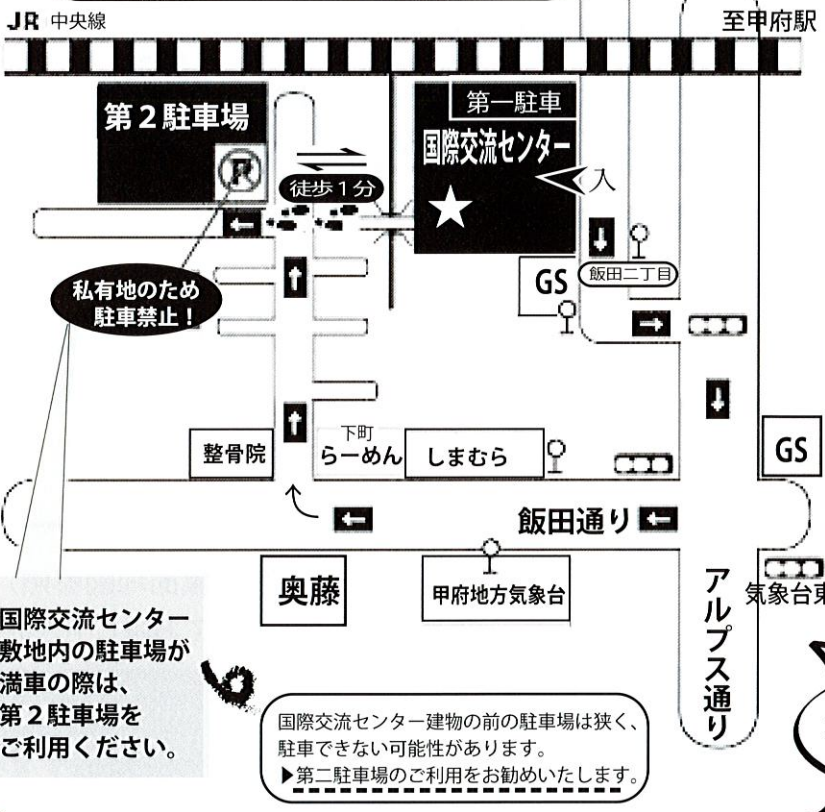 JR 中央線
至甲府駅
第２駐車場
P
徒歩１分
第一駐車
国際交流センター
入
私有地のため
駐車禁止！
GS
飯田二丁目
整骨院
下町
らーめん
しまむら
GS
飯田通り
奥藤
甲府地方気象台
アルプス通り
気象台東
国際交流センター
敷地内の駐車場が
満車の際は、
第２駐車場を
ご利用ください。
国際交流センター建物の前の駐車場は狭く、
駐車できない可能性があります。
▶第二駐車場のご利用をお勧めいたします。